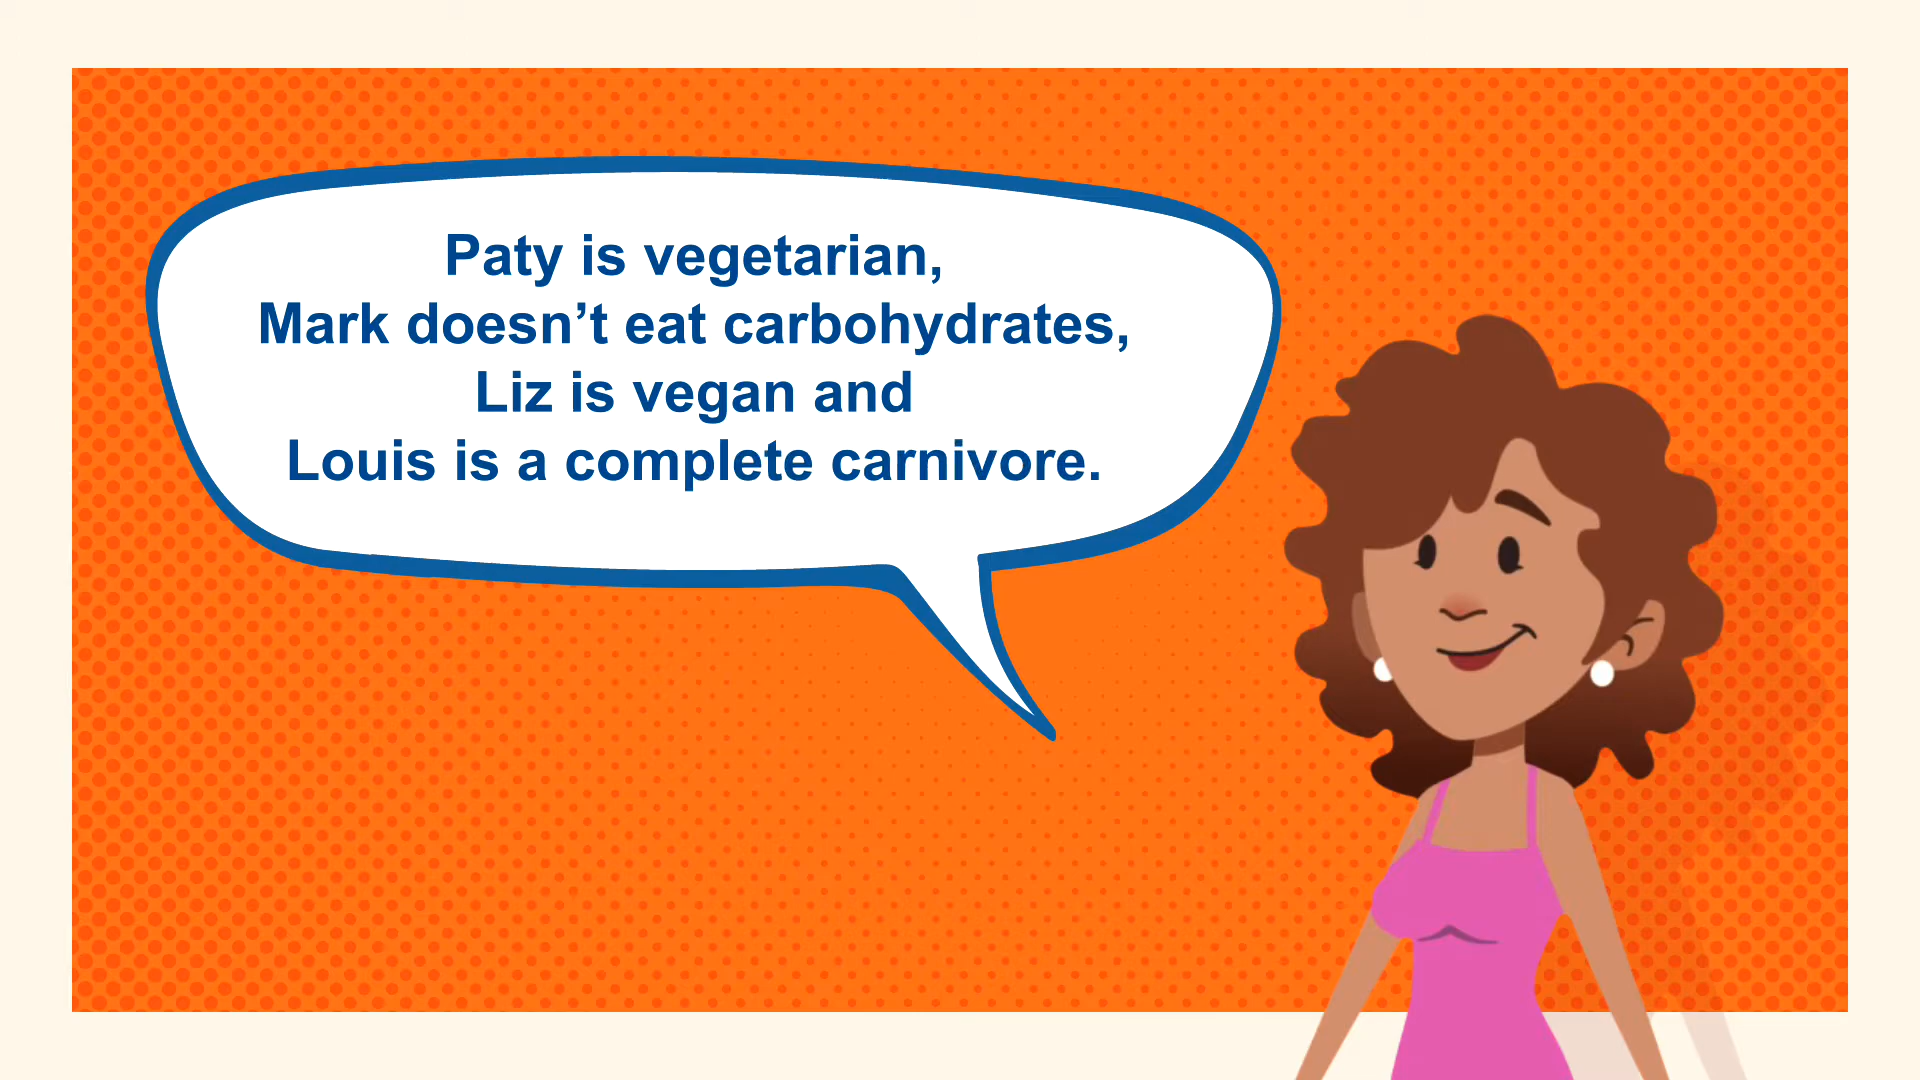 Paty is vegetarian,
Mark doesn’t eat carbohydrates,
Liz is vegan and
Louis is a complete carnivore.